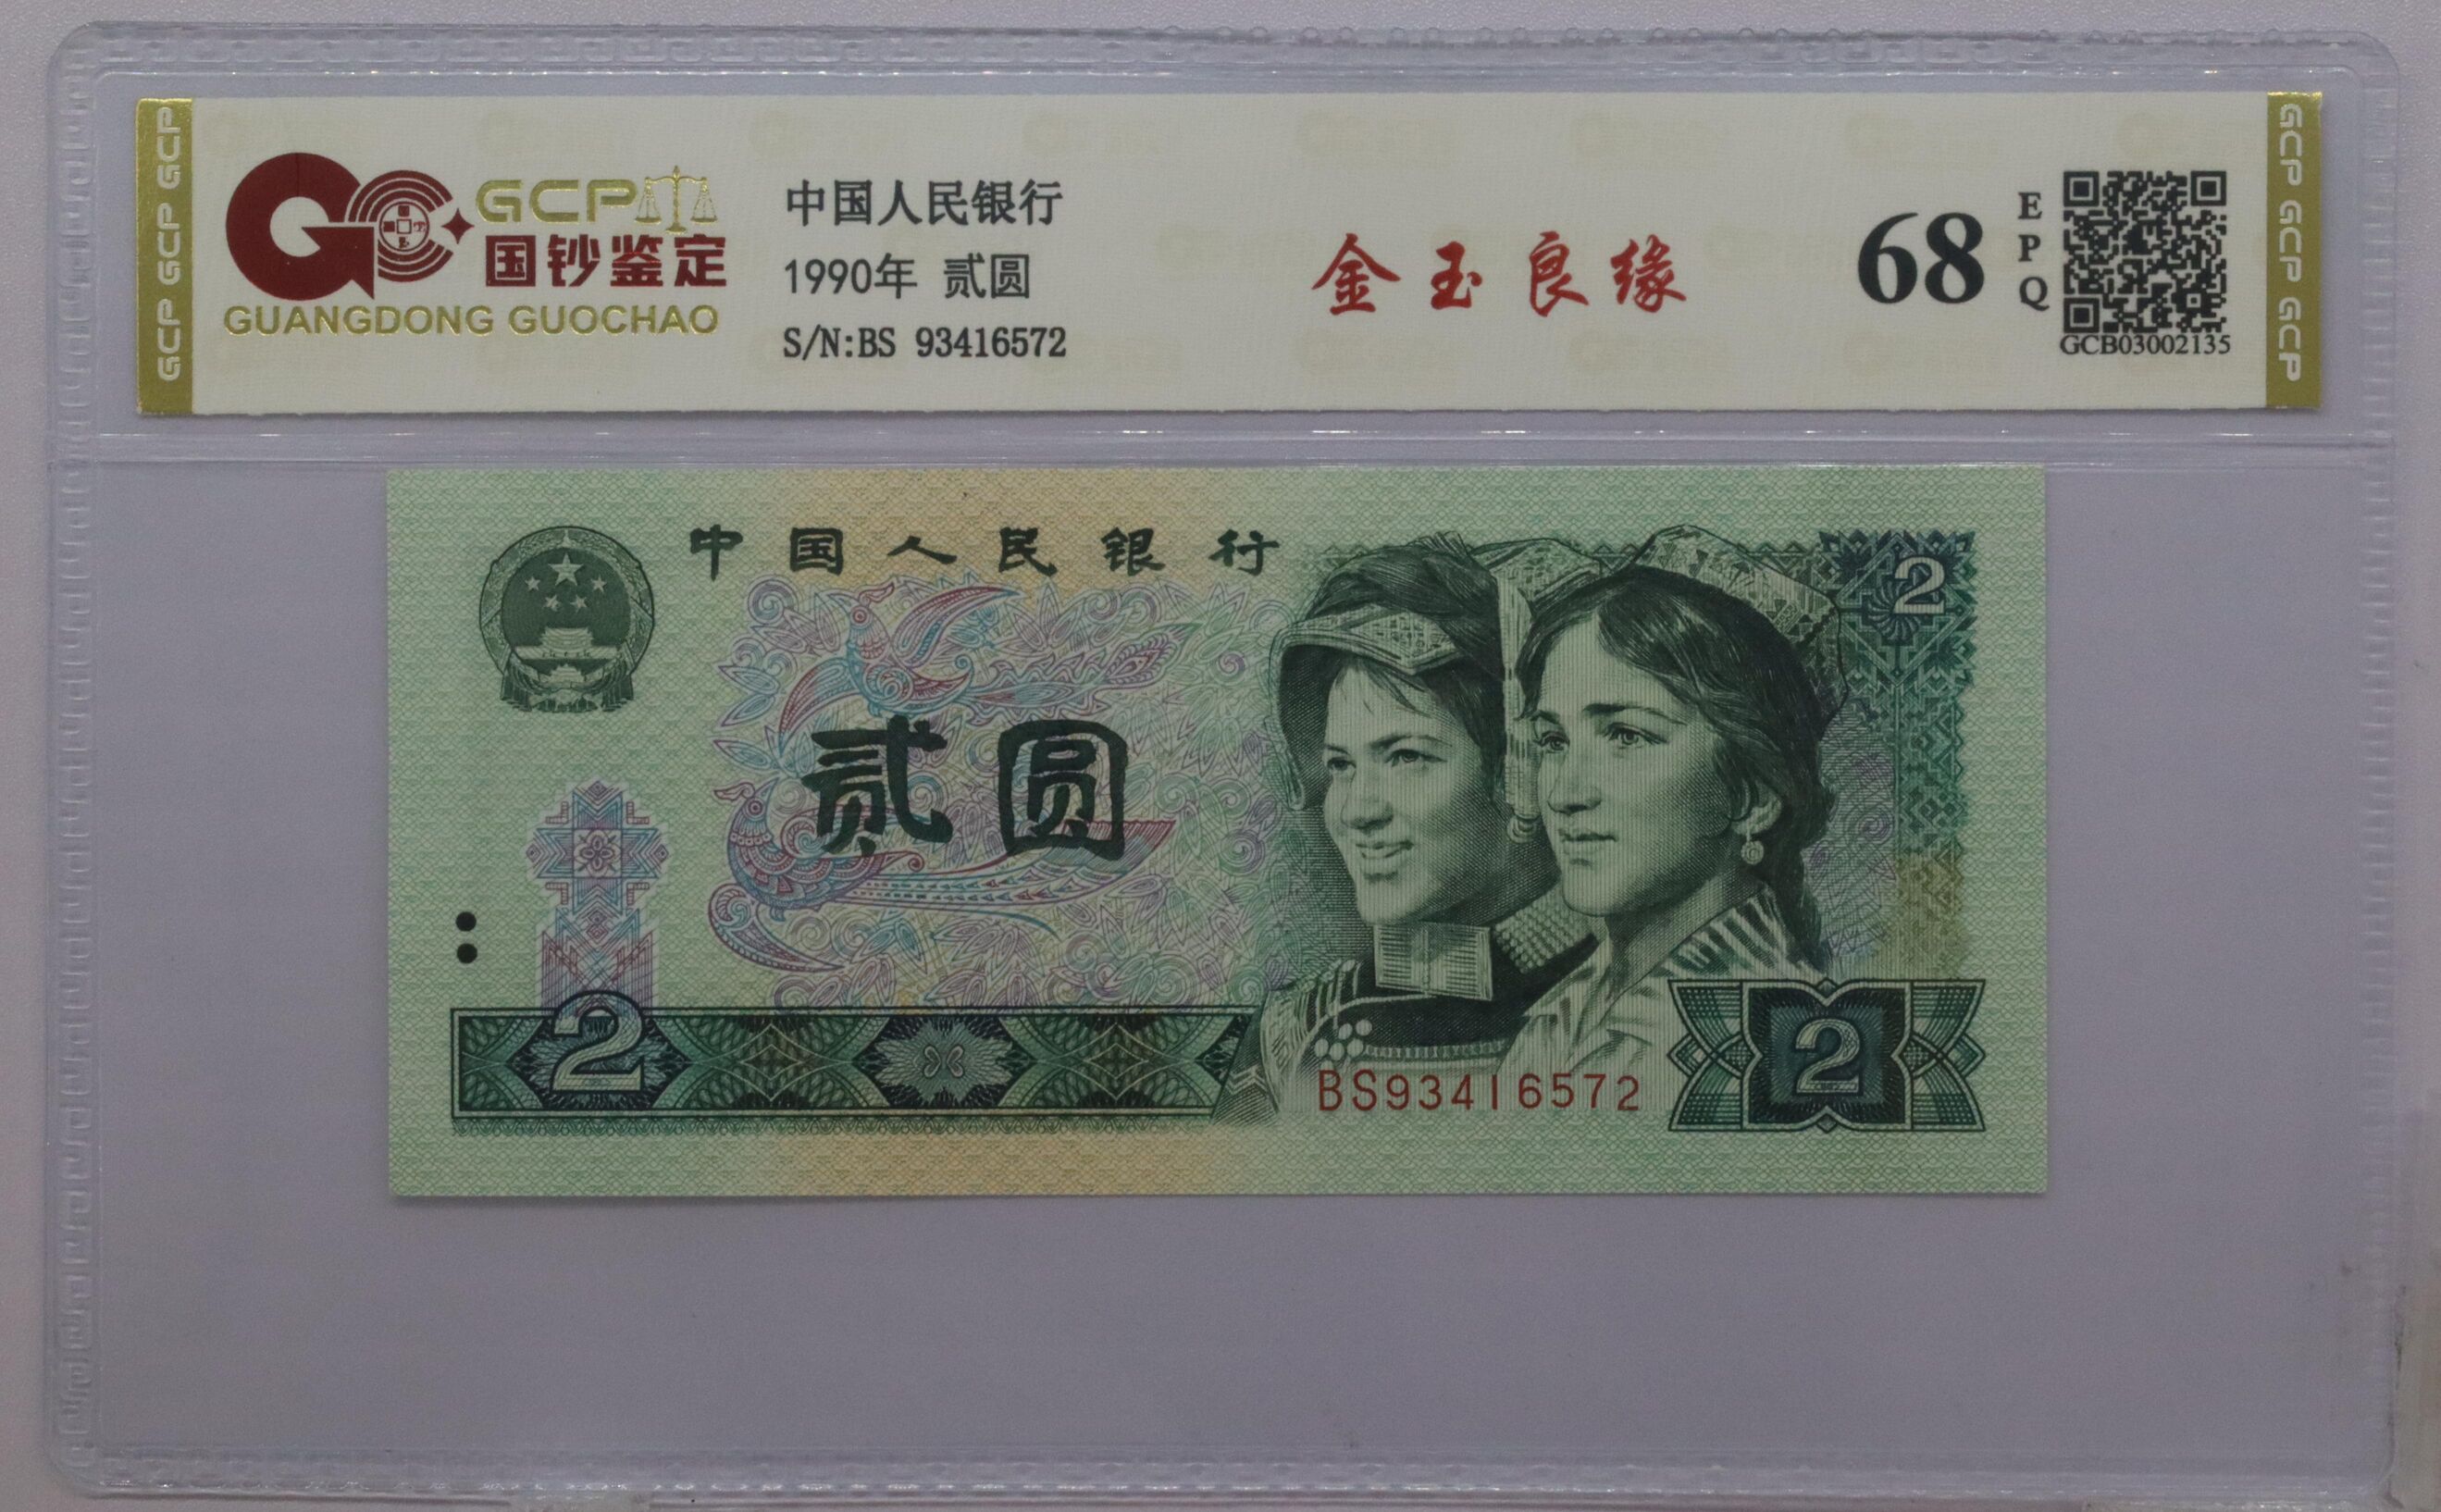 GCP GCP GCP
GCP
国钞鉴定
GUANGDONG GUOCHAO
中国人民银行
1990年 贰圆
S/N:BS 93416572
金玉良缘
68
EPQ
GCB03002135
GCP GCP GCP
中国人民银行
2
贰圆
2
BS93416572
2